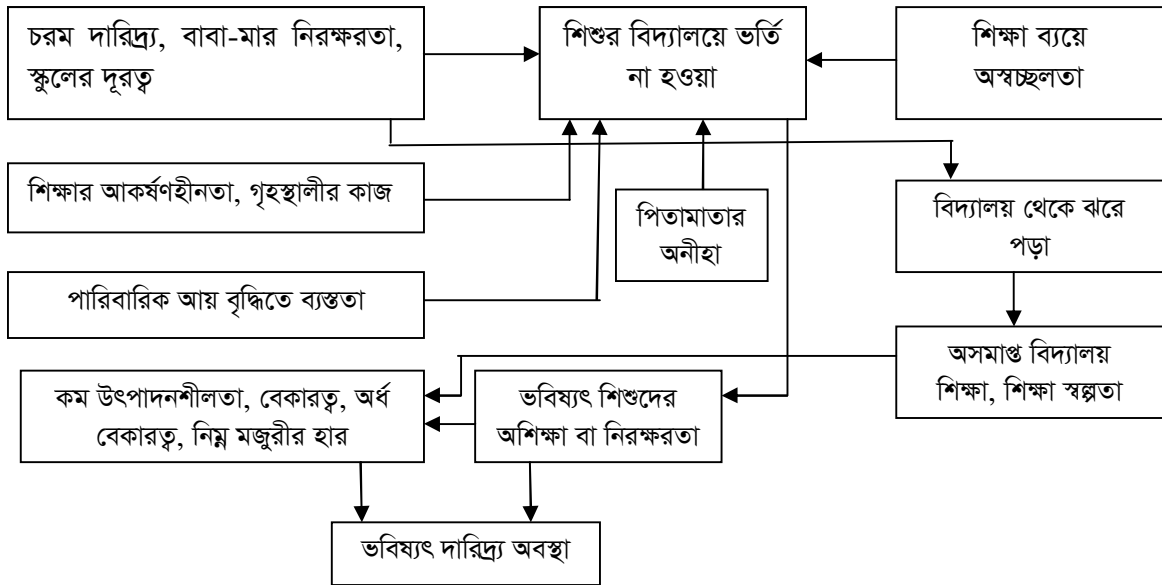 চরম দারিদ্র্য, বাবা-মার নিরক্ষরতা,
স্কুলের দূরত্ব
শিশুর বিদ্যালয়ে ভর্তি
না হওয়া
শিক্ষা ব্যয়ে
অস্বচ্ছলতা
শিক্ষার আকর্ষণহীনতা, গৃহস্থালীর কাজ
পিতামাতার
অনীহা
বিদ্যালয় থেকে ঝরে
পড়া
পারিবারিক আয় বৃদ্ধিতে ব্যস্ততা
অসমাপ্ত বিদ্যালয়
শিক্ষা, শিক্ষা স্বল্পতা
কম উৎপাদনশীলতা, বেকারত্ব, অর্ধ
বেকারত্ব, নিম্ন মজুরীর হার
ভবিষ্যৎ শিশুদের
অশিক্ষা বা নিরক্ষরতা
ভবিষ্যৎ দারিদ্র্য অবস্থা